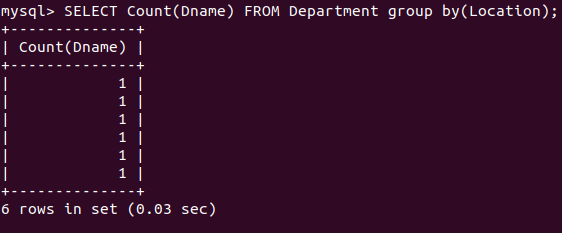 mysql> SELECT Count(Dname) FROM Department group by(Location);
+--------------+
| Count(Dname) |
+--------------+
|            1 |
|            1 |
|            1 |
|            1 |
|            1 |
|            1 |
+--------------+
6 rows in set (0.03 sec)